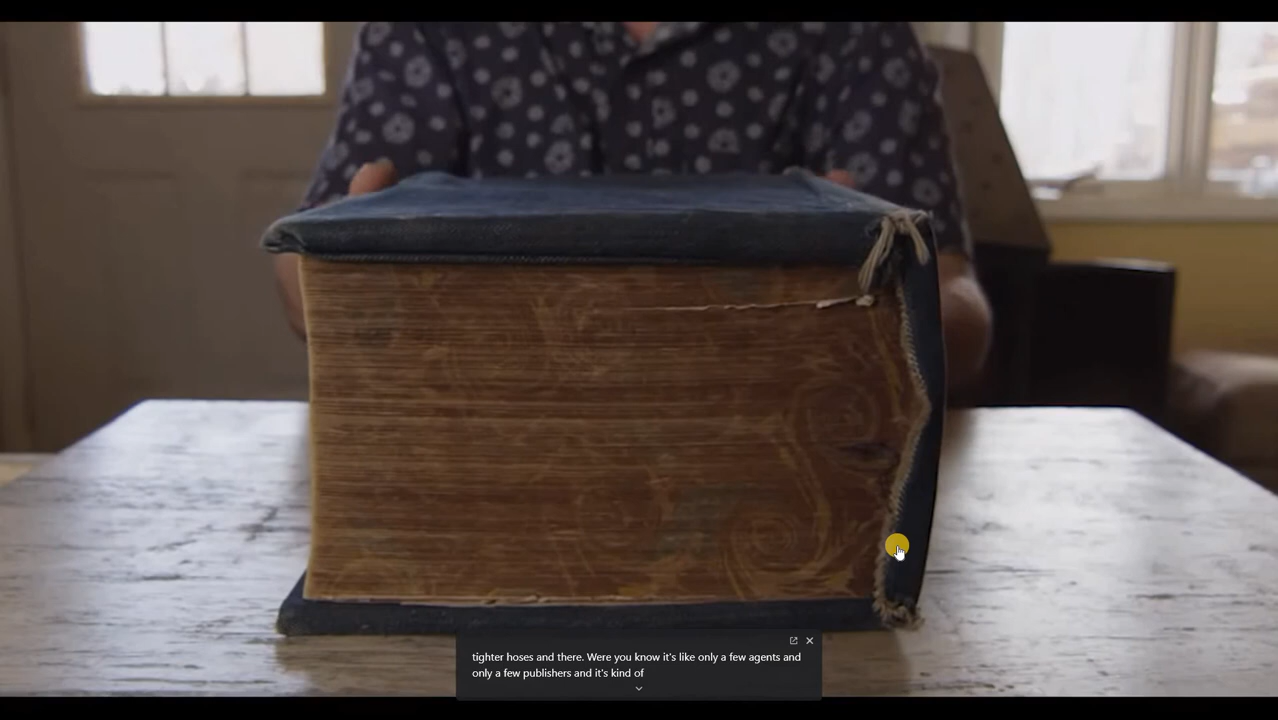 tighter hoses and there. Were you know it's like only a few agents and
only a few publishers and it's kind of